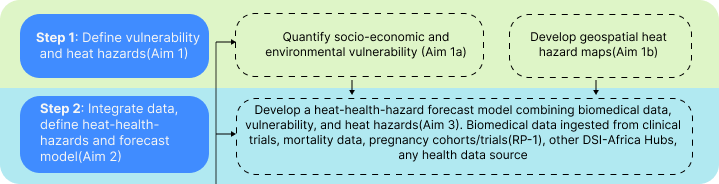 Step 1: Define vulnerability
and heat hazards(Aim 1)
Quantify socio-economic and
environmental vulnerability (Aim 1a)
Develop geospatial heat
hazard maps(Aim 1b)
Step 2: Integrate data,
define heat-health-
hazards and forecast
model(Aim 2)
Develop a heat-health-hazard forecast model combining biomedical data,
vulnerability, and heat hazards(Aim 3). Biomedical data ingested from clinical
trials, mortality data, pregnancy cohorts/trials(RP-1), other DSI-Africa Hubs,
any health data source